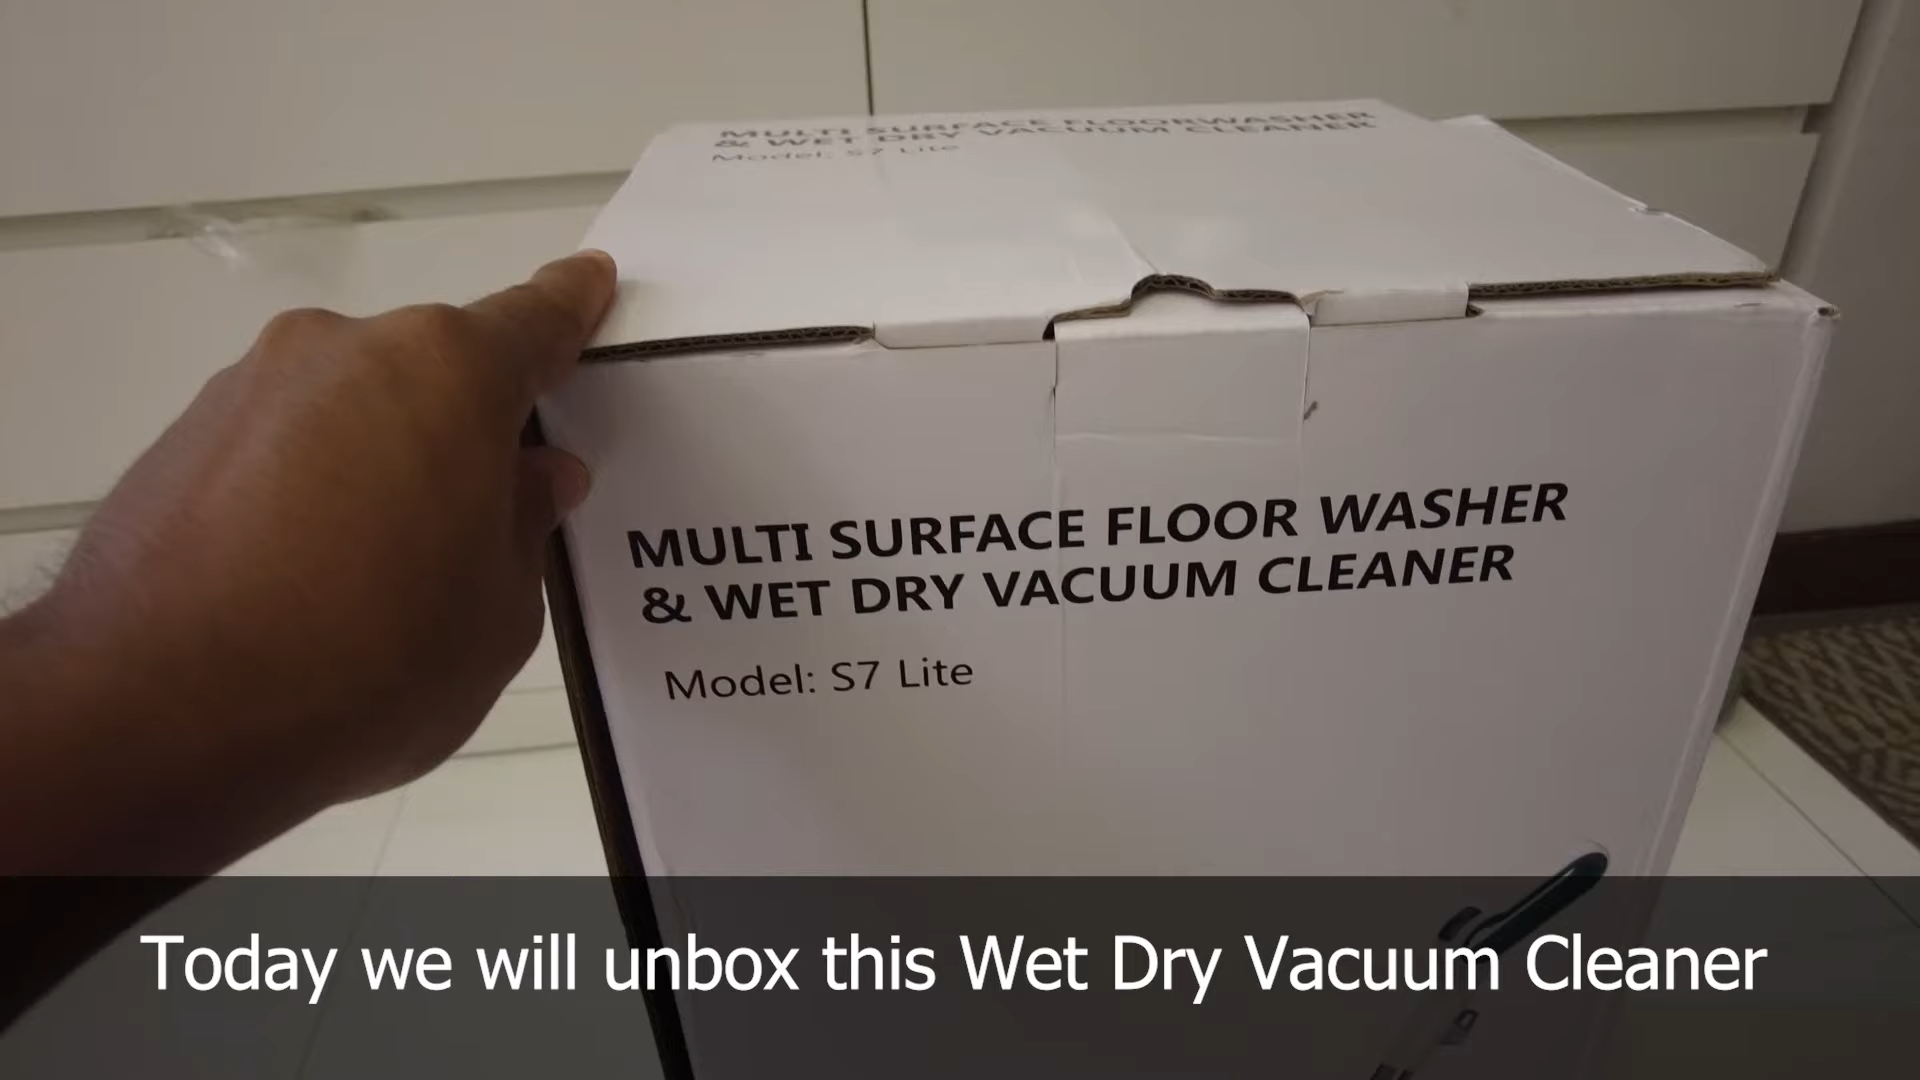 MULTI SURFACE FLOORWASHER
& WET DRY VACUUM CLEANER
Model: S7 Lite
MULTI SURFACE FLOOR WASHER
& WET DRY VACUUM CLEANER
Model: S7 Lite
Today we will unbox this Wet Dry Vacuum Cleaner